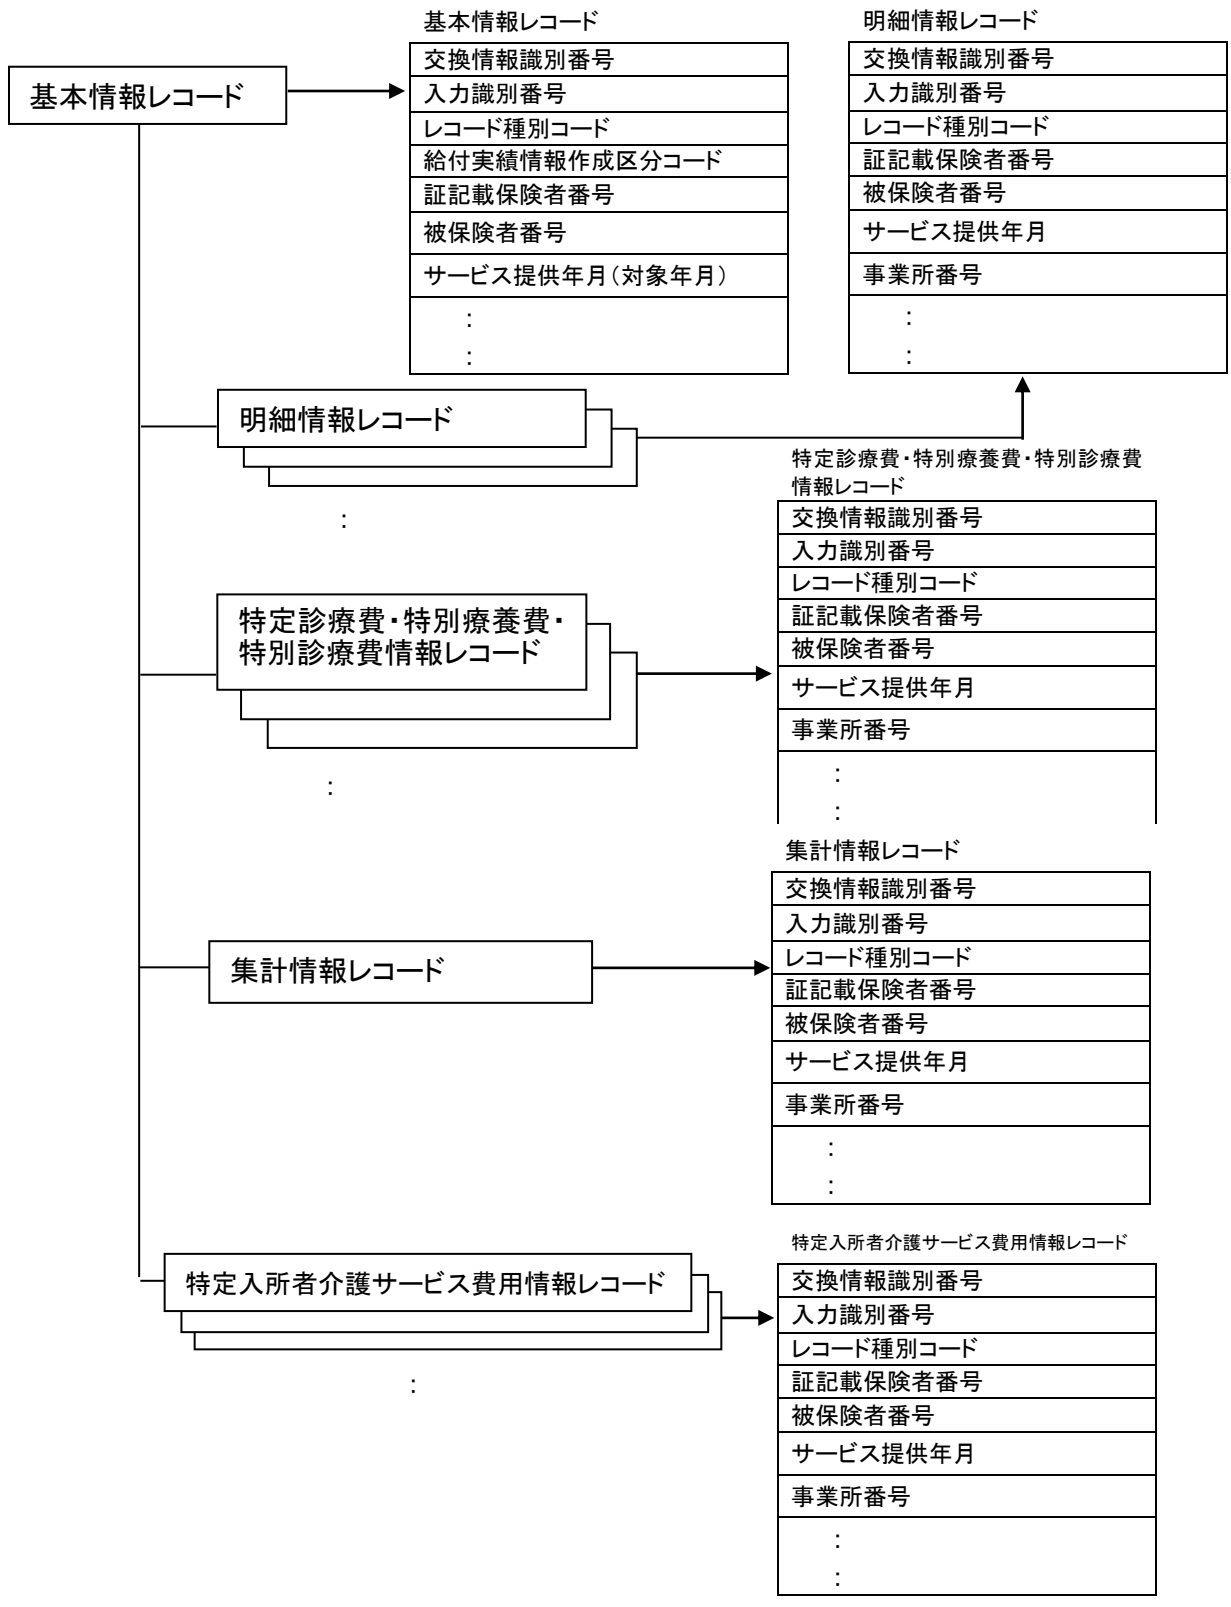 基本情報レコード
基本情報レコード
交換情報識別番号
入力識別番号
レコード種別コード
給付実績情報作成区分コード
証記載保険者番号
被保険者番号
サービス提供年月(対象年月)
:
:
明細情報レコード
交換情報識別番号
入力識別番号
レコード種別コード
証記載保険者番号
被保険者番号
サービス提供年月
事業所番号
:
:
明細情報レコード
:
特定診療費・特別療養費・
特別診療費情報レコード
:
特定診療費・特別療養費・特別診療費
情報レコード
交換情報識別番号
入力識別番号
レコード種別コード
証記載保険者番号
被保険者番号
サービス提供年月
事業所番号
:
:
集計情報レコード
集計情報レコード
交換情報識別番号
入力識別番号
レコード種別コード
証記載保険者番号
被保険者番号
サービス提供年月
事業所番号
:
:
特定入所者介護サービス費用情報レコード
:
特定入所者介護サービス費用情報レコード
交換情報識別番号
入力識別番号
レコード種別コード
証記載保険者番号
被保険者番号
サービス提供年月
事業所番号
:
: